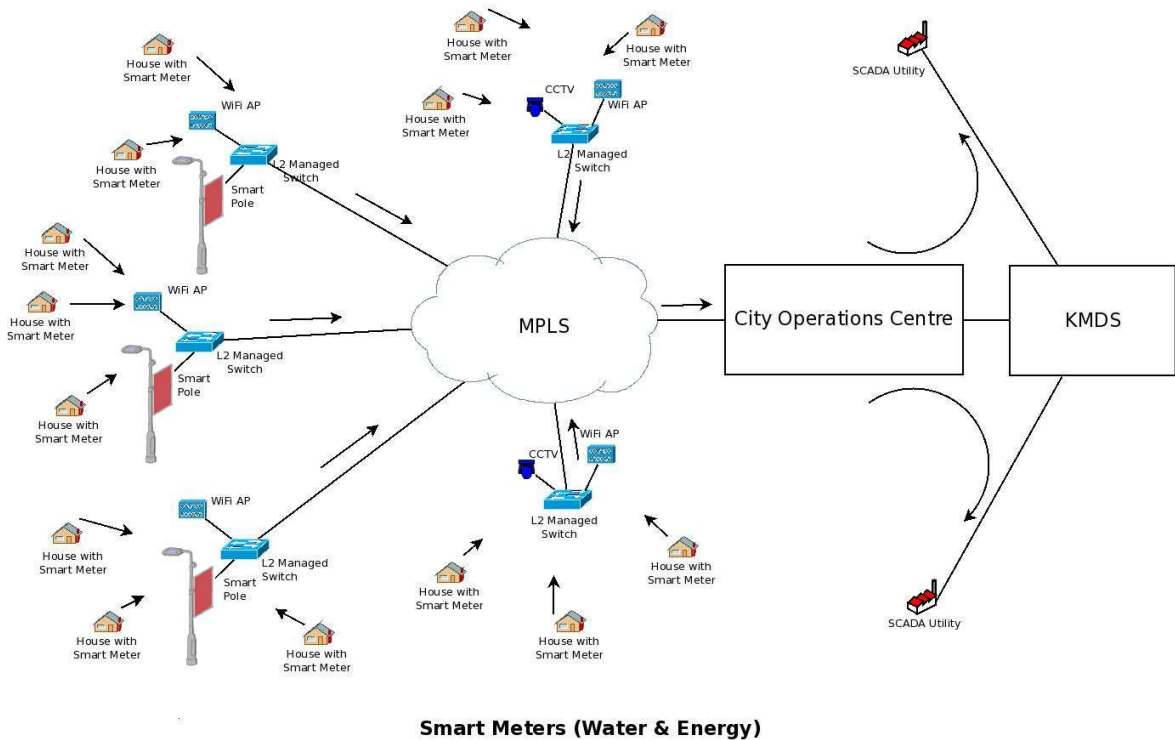 House with
Smart Meter
WiFi AP
House with
Smart Meter
L2 Managed
Switch
Smart
Pole
House with
Smart Meter
House with
Smart Meter
House with
Smart Meter
CCTV
WiFi AP
L2 Managed
Switch
SCADA Utility
House with
Smart Meter
WiFi AP
House with
Smart Meter
L2 Managed
Switch
Smart
Pole
House with
Smart Meter
MPLS
City Operations Centre
KMDS
WiFi AP
House with
Smart Meter
L2 Managed
Switch
Smart
Pole
House with
Smart Meter
House with
Smart Meter
WiFi AP
CCTV
L2 Managed
Switch
House with
Smart Meter
House with
Smart Meter
House with
Smart Meter
SCADA Utility
Smart Meters (Water & Energy)